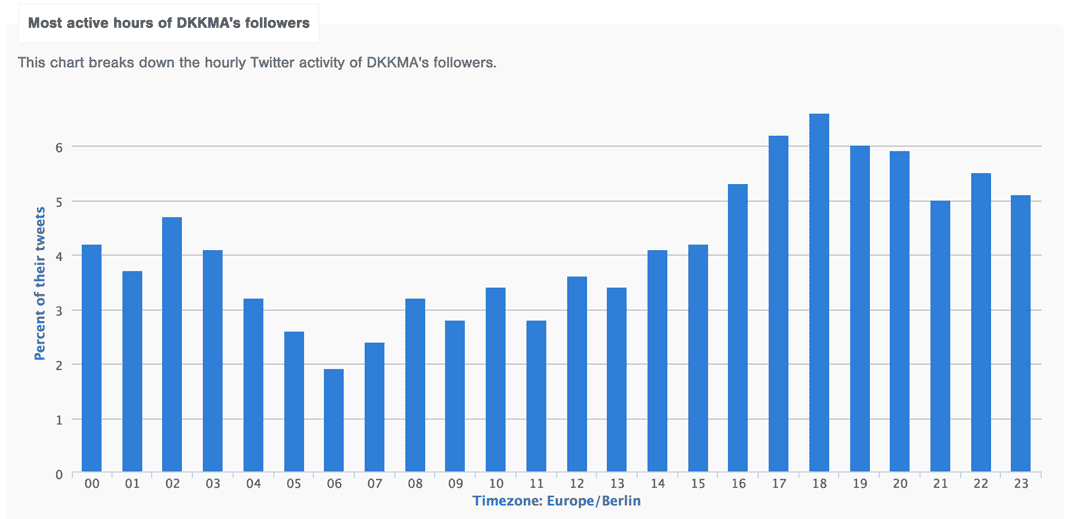 Most active hours of DKKMA's followers
This chart breaks down the hourly Twitter activity of DKKMA's followers.
6
5
4
3
2
1
0
Percent of their tweets
00 01 02 03 04 05 06 07 08 09 10 11 12 13 14 15 16 17 18 19 20 21 22 23
Timezone: Europe/Berlin